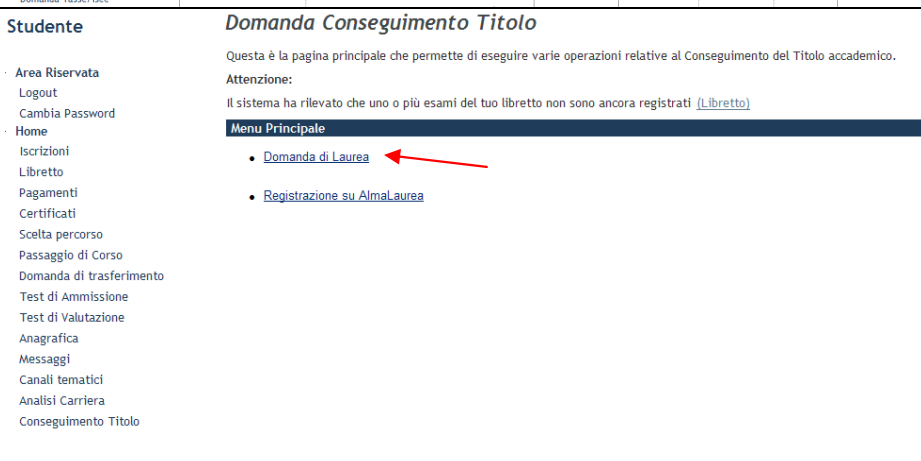 Domanda Tasse/Isee
Studente
Area Riservata
Logout
Cambia Password
Home
Iscrizioni
Libretto
Pagamenti
Certificati
Scelta percorso
Passaggio di Corso
Domanda di trasferimento
Test di Ammissione
Test di Valutazione
Anagrafica
Messaggi
Canali tematici
Analisi Carriera
Conseguimento Titolo
Domanda Conseguimento Titolo
Questa è la pagina principale che permette di eseguire varie operazioni relative al Conseguimento del Titolo accademico.
Attenzione:
Il sistema ha rilevato che uno o più esami del tuo libretto non sono ancora registrati (Libretto)
Menu Principale
Domanda di Laurea
Registrazione su AlmaLaurea